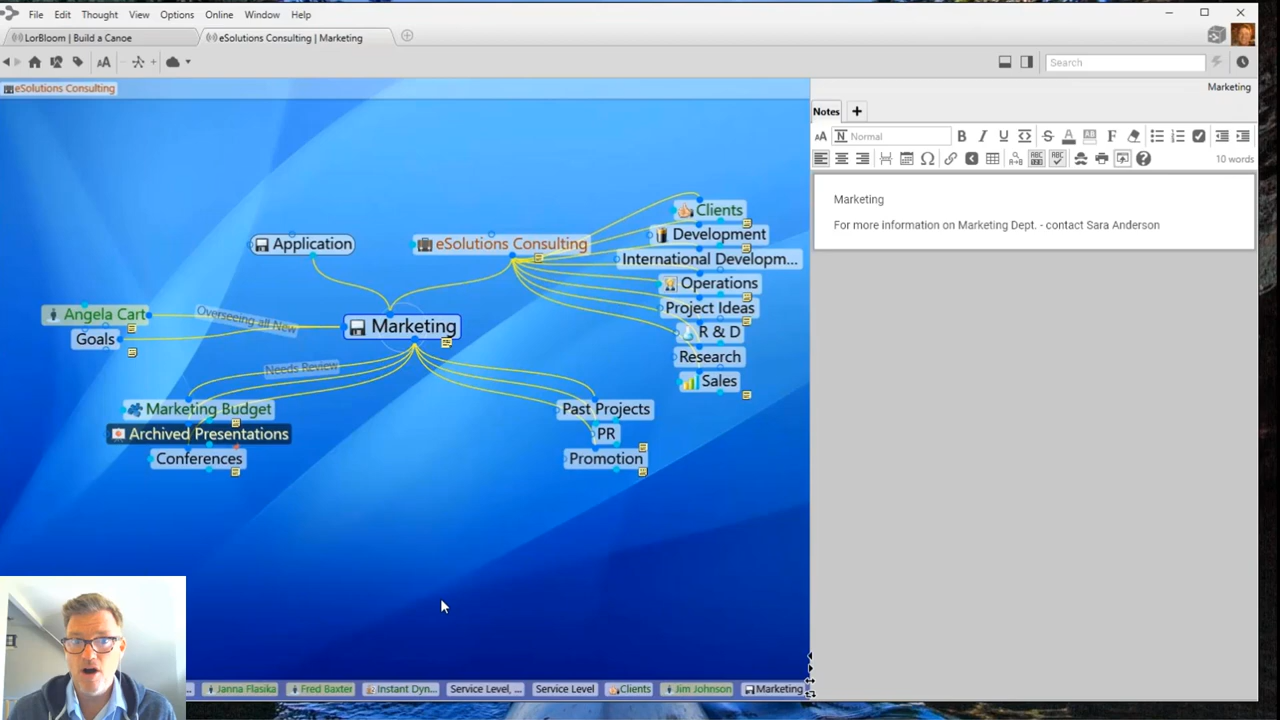 File Edit Thought View Options Online Window Help
LorBloom | Build a Canoe
eSolutions Consulting | Marketing
Search
eSolutions Consulting
Marketing
Notes
Normal
10 words
Marketing
For more information on Marketing Dept. - contact Sara Anderson
Clients
Development
Application
eSolutions Consulting
International Developm...
Operations
Project Ideas
Angela Cart
Overseeing all New
Marketing
Goals
R & D
Research
Needs Review
Sales
Marketing Budget
Past Projects
Archived Presentations
PR
Conferences
Promotion
... Janna Flasika Fred Baxter Instant Dyn... Service Level, ... Service Level Clients Jim Johnson Marketing